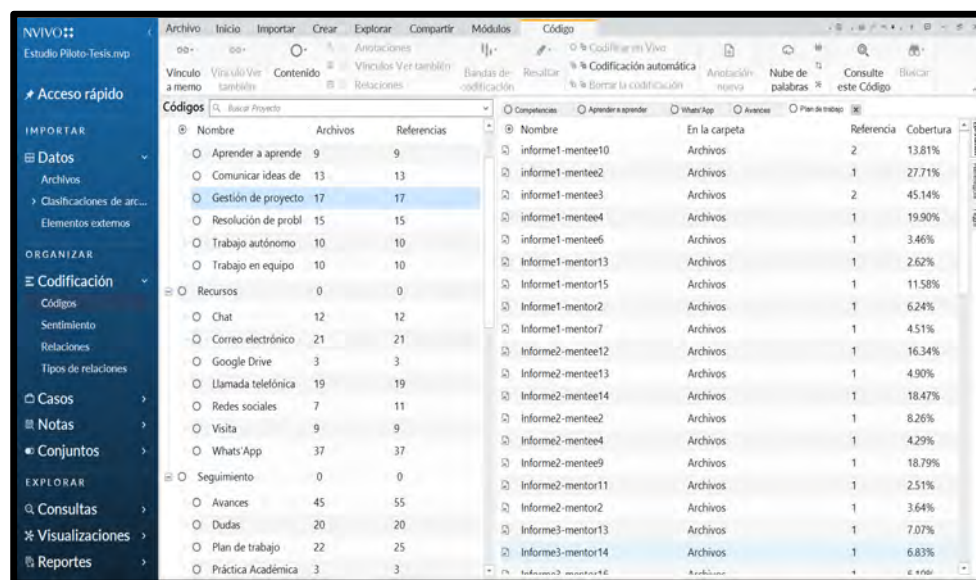 NVIVO
Estudio Piloto-Tesis.nvp
Acceso rápido
IMPORTAR
Datos
Archivos
Clasificaciones de arc...
Elementos externos
ORGANIZAR
Codificación
Códigos
Sentimiento
Relaciones
Tipos de relaciones
Casos
Notas
Conjuntos
EXPLORAR
Consultas
Visualizaciones
Reportes
Archivo Inicio Importar Crear Explorar Compartir Módulos Código
Vínculo a memo
Vínculo Ver también
Contenido
Anotaciones
Vínculos Ver también
Relaciones
Bandas de codificación
Resaltar
Codificar en Vivo
Codificación automática
Borrar la codificación
Anotación nueva
Nube de palabras
Consulte este Código
Buscar
Códigos Buscar Proyecto
Nombre Archivos Referencias
Aprender a aprende 9 9
Comunicar ideas de 13 13
Gestión de proyecto 17 17
Resolución de probl 15 15
Trabajo autónomo 10 10
Trabajo en equipo 10 10
Recursos 0 0
Chat 12 12
Correo electrónico 21 21
Google Drive 3 3
Llamada telefónica 19 19
Redes sociales 7 11
Visita 9 9
Whats'App 37 37
Seguimiento 0 0
Avances 45 55
Dudas 20 20
Plan de trabajo 22 25
Práctica Académica 3 3
Competencias Aprender a aprender Whats'App Avances Plan de trabajo
Nombre En la carpeta Referencia Cobertura
informe1-mentee10 Archivos 2 13.81%
informe1-mentee2 Archivos 1 27.71%
informe1-mentee3 Archivos 2 45.14%
informe1-mentee4 Archivos 1 19.90%
informe1-mentee6 Archivos 1 3.46%
Informe1-mentor13 Archivos 1 2.62%
Informe1-mentor15 Archivos 1 11.58%
Informe1-mentor2 Archivos 1 6.24%
Informe1-mentor7 Archivos 1 4.51%
Informe2-mentee12 Archivos 1 16.34%
Informe2-mentee13 Archivos 1 4.90%
Informe2-mentee14 Archivos 1 18.47%
Informe2-mentee2 Archivos 1 8.26%
Informe2-mentee4 Archivos 1 4.29%
Informe2-mentee9 Archivos 1 18.79%
Informe2-mentor11 Archivos 1 2.51%
Informe2-mentor2 Archivos 1 3.64%
Informe3-mentor13 Archivos 1 7.07%
Informe3-mentor14 Archivos 1 6.83%